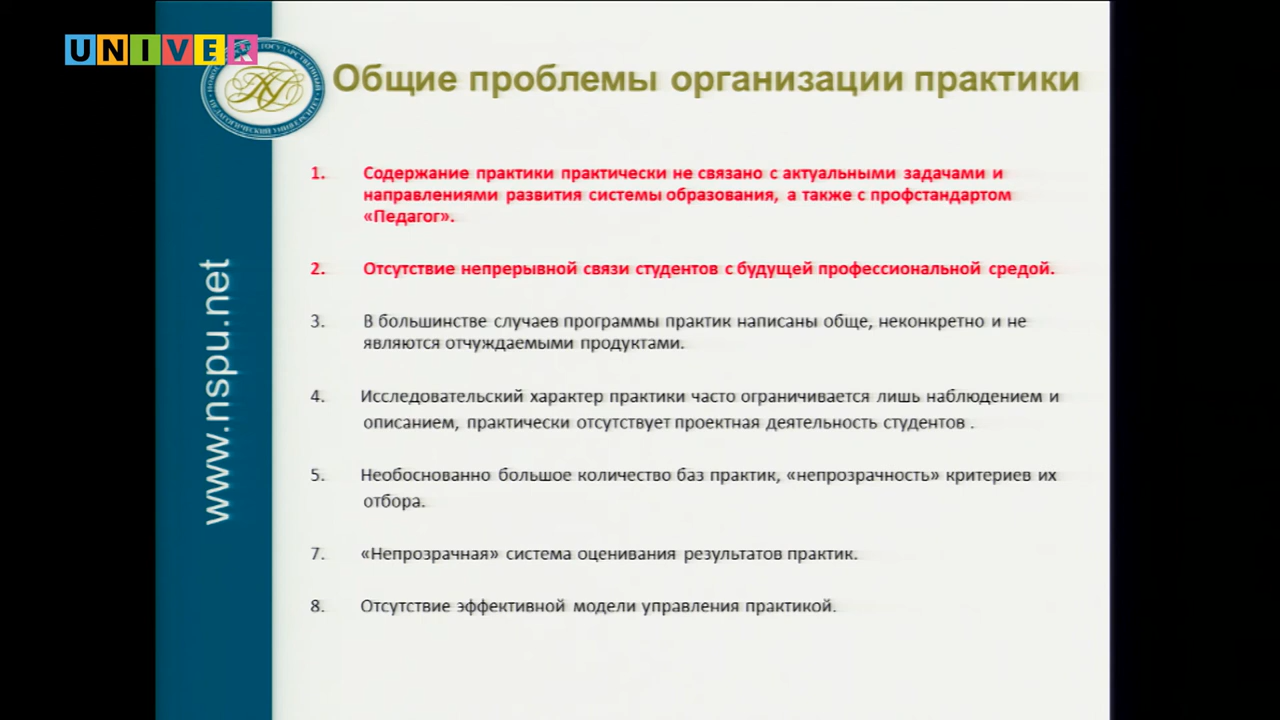 UNIVER
Общие проблемы организации практики
1. Содержание практики практически не связано с актуальными задачами и
направлениями развития системы образования, а также с профстандартом
«Педагог».
2. Отсутствие непрерывной связи студентов с будущей профессиональной средой.
3. В большинстве случаев программы практик написаны обще, неконкретно и не
являются отчуждаемыми продуктами.
4. Исследовательский характер практики часто ограничивается лишь наблюдением и
описанием, практически отсутствует проектная деятельность студентов .
5. Необоснованно большое количество баз практик, «непрозрачность» критериев их
отбора.
7. «Непрозрачная» система оценивания результатов практик.
8. Отсутствие эффективной модели управления практикой.
www.nspu.net
ПЕДАГОГИЧЕСКИЙ